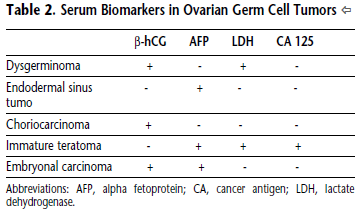 Table 2. Serum Biomarkers in Ovarian Germ Cell Tumors ⇦
β-hCG AFP LDH CA 125
Dysgerminoma + - + -
Endodermal sinus - + - -
tumo
Choriocarcinoma + - - -
Immature teratoma - + + +
Embryonal carcinoma + + - -
Abbreviations: AFP, alpha fetoprotein; CA, cancer antigen; LDH, lactate
dehydrogenase.